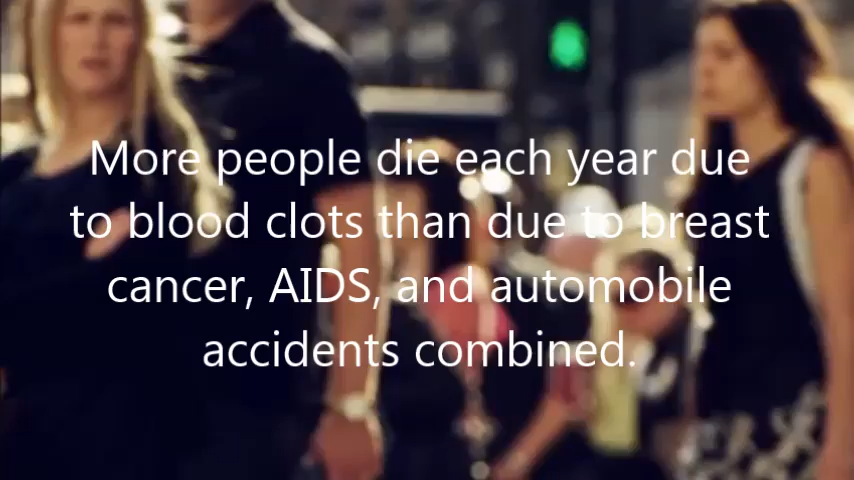 More people die each year due
to blood clots than due to breast
cancer, AIDS, and automobile
accidents combined.